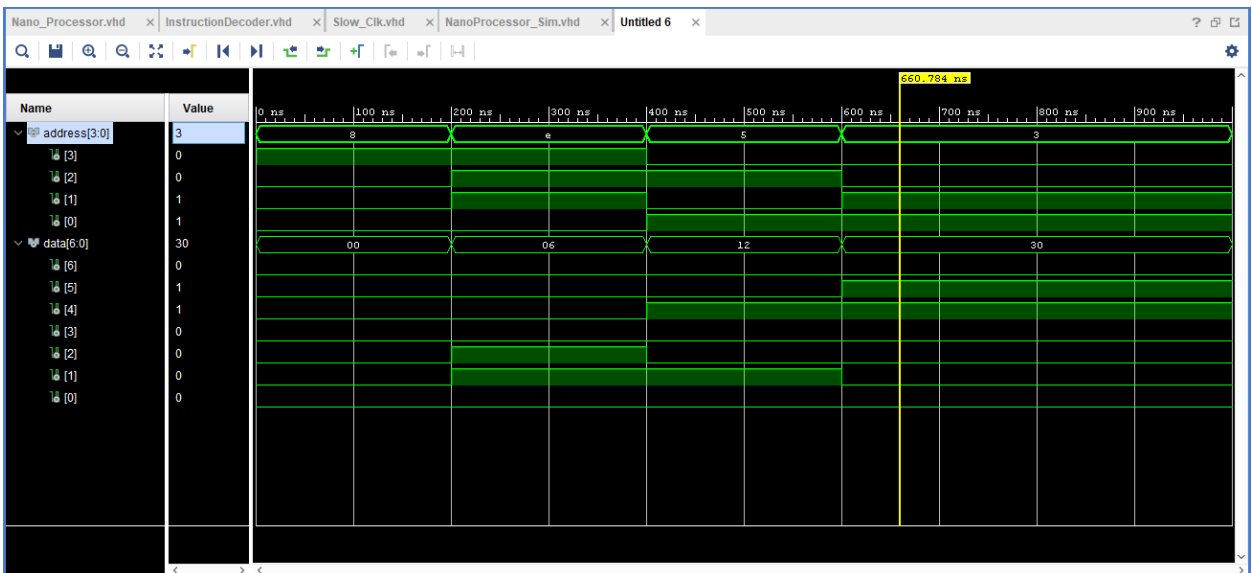 Nano_Processor.vhd × InstructionDecoder.vhd × Slow_Clk.vhd × NanoProcessor_Sim.vhd × Untitled 6 × ?
660.784 ns
Name Value 0 ns 100 ns 200 ns 300 ns 400 ns 500 ns 600 ns 700 ns 800 ns 900 ns
address[3:0] 3 8 e 5 3
[3] 0
[2] 0
[1] 1
[0] 1
data[6:0] 30 00 06 12 30
[6] 0
[5] 1
[4] 1
[3] 0
[2] 0
[1] 0
[0] 0